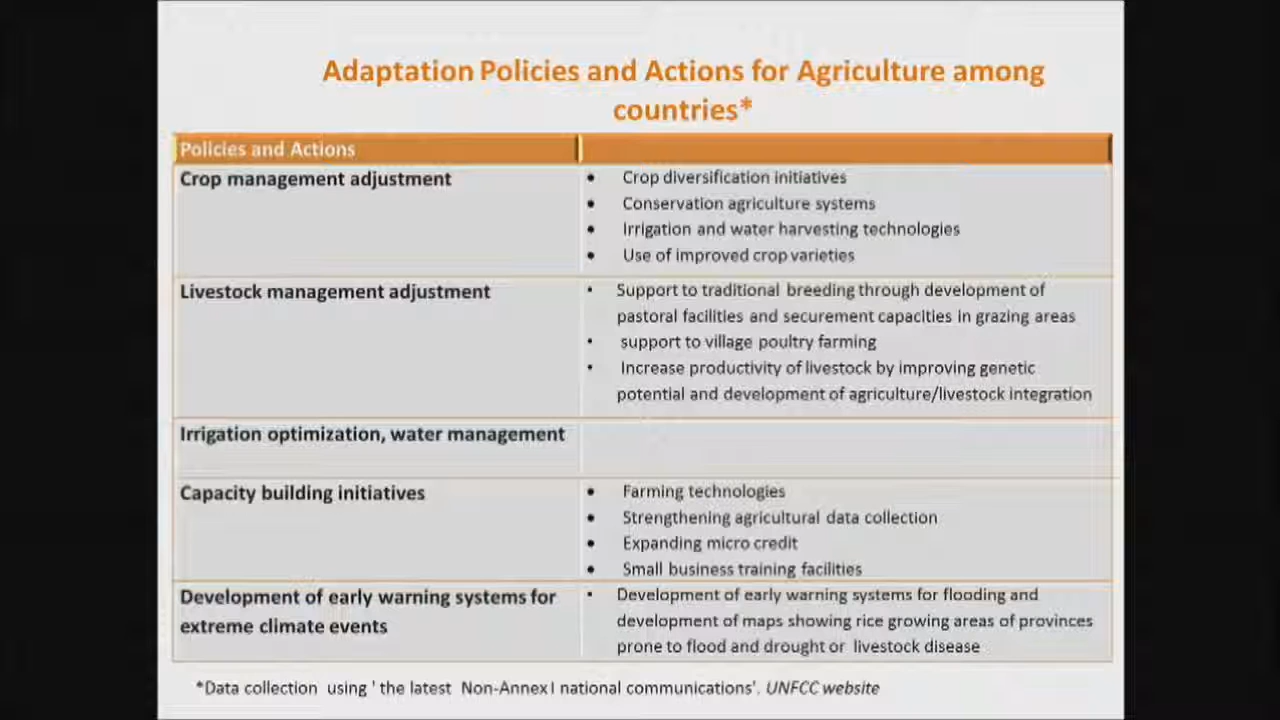 Adaptation Policies and Actions for Agriculture among
countries*
Policies and Actions
Crop management adjustment
• Crop diversification initiatives
• Conservation agriculture systems
• Irrigation and water harvesting technologies
• Use of improved crop varieties
Livestock management adjustment
• Support to traditional breeding through development of
pastoral facilities and securement capacities in grazing areas
• support to village poultry farming
• Increase productivity of livestock by improving genetic
potential and development of agriculture/livestock integration
Irrigation optimization, water management
Capacity building initiatives
• Farming technologies
• Strengthening agricultural data collection
• Expanding micro credit
• Small business training facilities
Development of early warning systems for
extreme climate events
• Development of early warning systems for flooding and
development of maps showing rice growing areas of provinces
prone to flood and drought or livestock disease
*Data collection using ' the latest Non-Annex I national communications'. UNFCC website